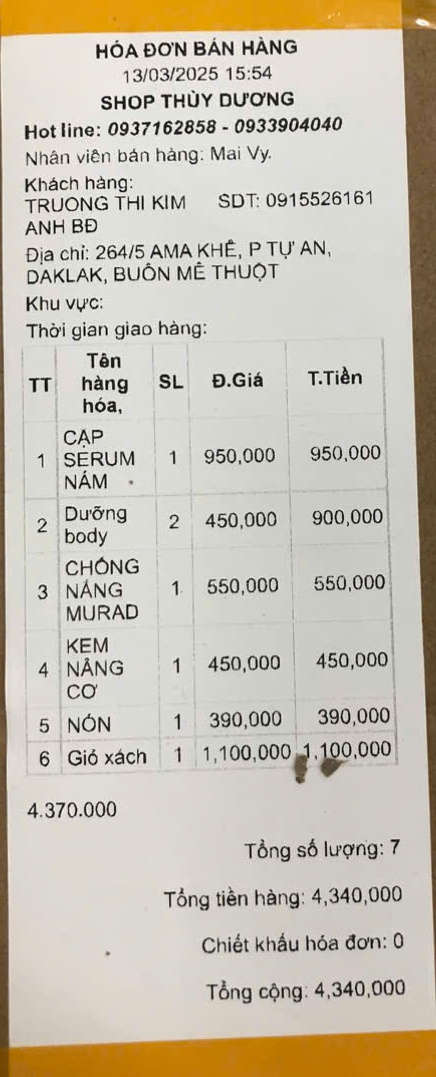 HÓA ĐƠN BÁN HÀNG
13/03/2025 15:54
SHOP THÙY DƯƠNG
Hot line: 0937162858 - 0933904040
Nhân viên bán hàng: Mai Vy.
Khách hàng:
TRUONG THI KIM SDT: 0915526161
ANH BĐ
Địa chỉ: 264/5 AMA KHÊ, P TỰ AN,
DAKLAK, BUÔN MÊ THUỘT
Khu vực:
Thời gian giao hàng:
TT Tên hàng hóa, SL Đ.Giá T.Tiền
1 CẶP SERUM NÁM 1 950,000 950,000
2 Dưỡng body 2 450,000 900,000
3 CHỐNG NẮNG MURAD 1 550,000 550,000
4 KEM NÂNG CƠ 1 450,000 450,000
5 NÓN 1 390,000 390,000
6 Giỏ xách 1 1,100,000 1,100,000
4.370.000
Tổng số lượng: 7
Tổng tiền hàng: 4,340,000
Chiết khấu hóa đơn: 0
Tổng cộng: 4,340,000